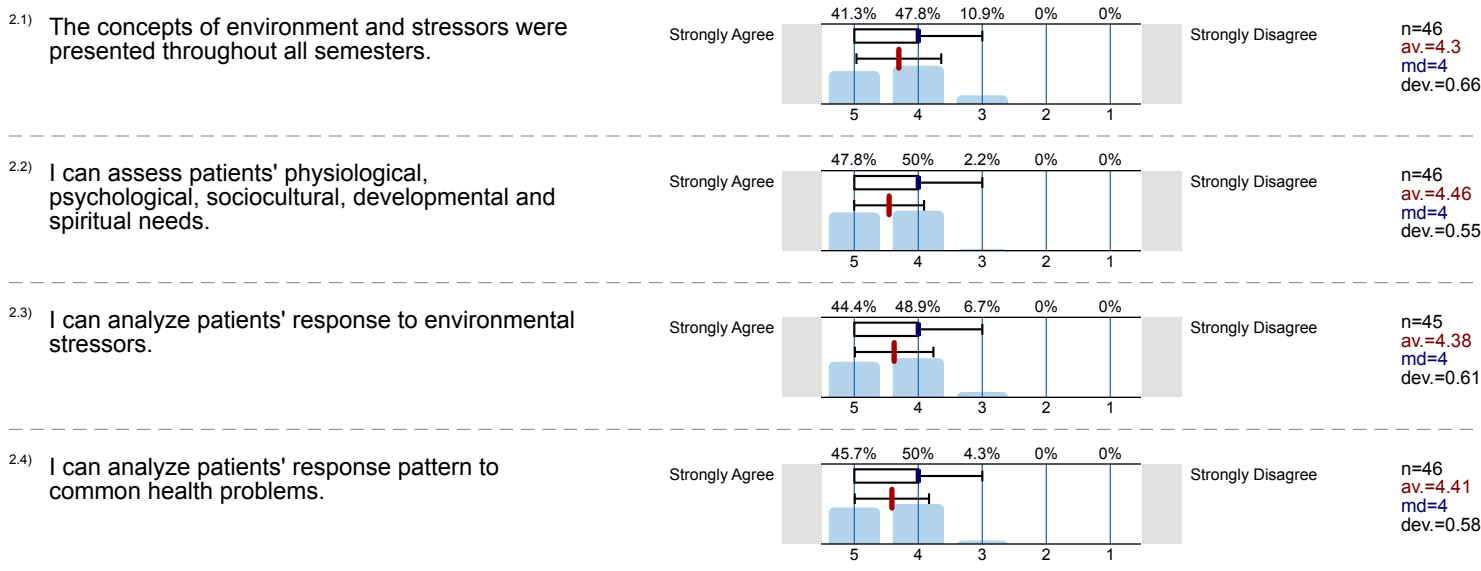 2.1) The concepts of environment and stressors were
presented throughout all semesters.
Strongly Agree
41.3% 47.8% 10.9% 0% 0%
5 4 3 2 1
Strongly Disagree
n=46
av.=4.3
md=4
dev.=0.66
2.2) I can assess patients' physiological,
psychological, sociocultural, developmental and
spiritual needs.
Strongly Agree
47.8% 50% 2.2% 0% 0%
5 4 3 2 1
Strongly Disagree
n=46
av.=4.46
md=4
dev.=0.55
2.3) I can analyze patients' response to environmental
stressors.
Strongly Agree
44.4% 48.9% 6.7% 0% 0%
5 4 3 2 1
Strongly Disagree
n=45
av.=4.38
md=4
dev.=0.61
2.4) I can analyze patients' response pattern to
common health problems.
Strongly Agree
45.7% 50% 4.3% 0% 0%
5 4 3 2 1
Strongly Disagree
n=46
av.=4.41
md=4
dev.=0.58